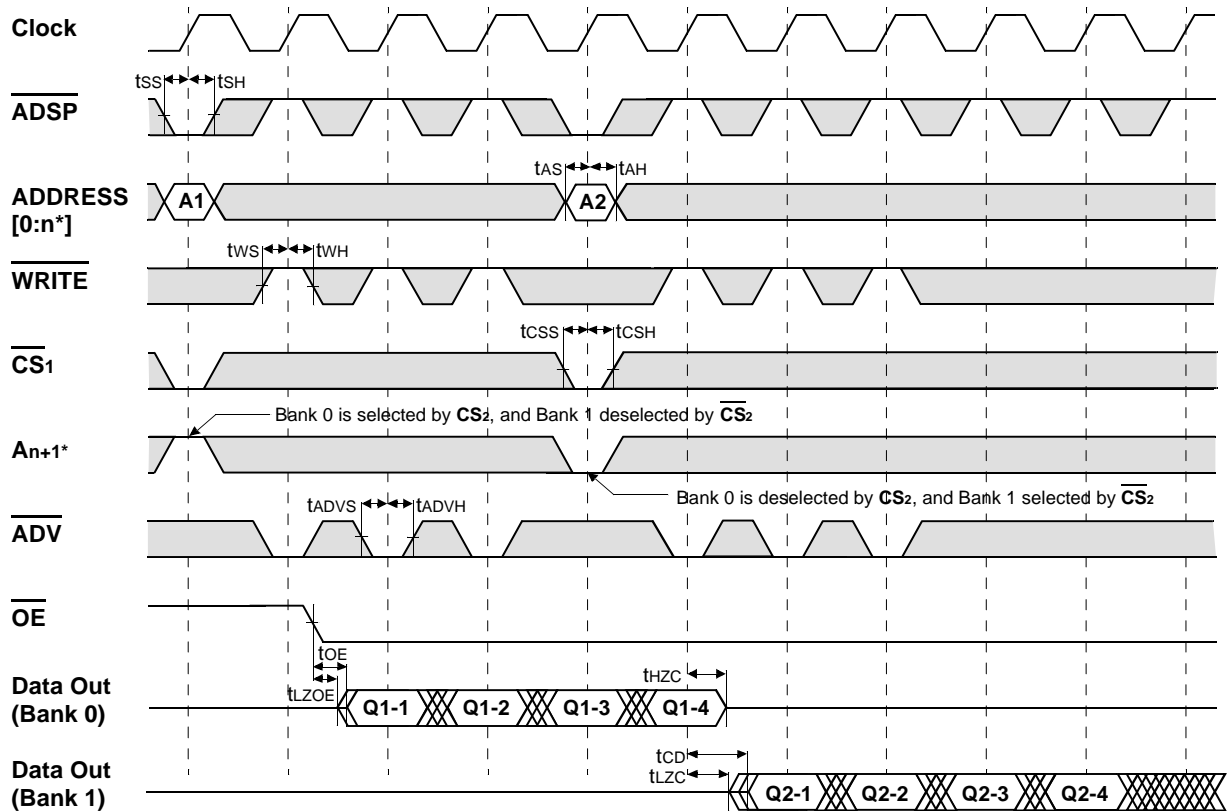 Clock
tSS tSH
ADSP
tAS tAH
ADDRESS
[0:n*]
A1 A2
tWS tWH
WRITE
tCSS tCSH
CS1
Bank 0 is selected by CS2, and Bank 1 deselected by CS2
An+1*
Bank 0 is deselected by CS2, and Bank 1 selected by CS2
tADVS tADVH
ADV
OE
tOE
tLZOE
tHZC
Data Out
(Bank 0)
Q1-1 Q1-2 Q1-3 Q1-4
tCD
tLZC
Data Out
(Bank 1)
Q2-1 Q2-2 Q2-3 Q2-4